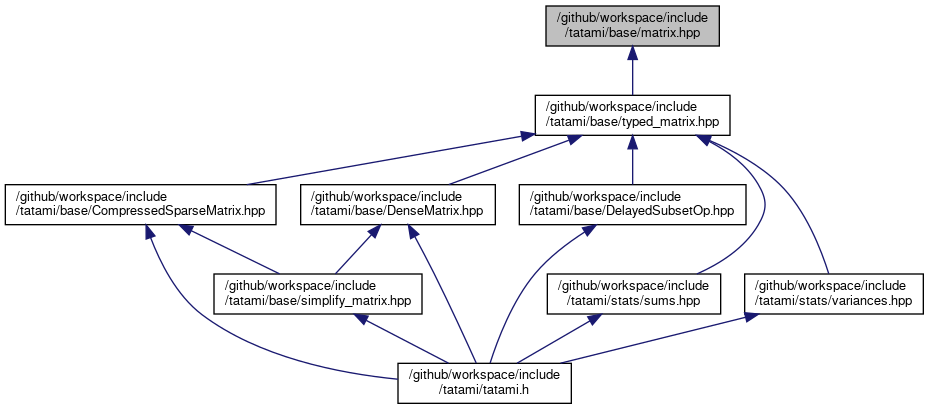 /github/workspace/include
/tatami/base/matrix.hpp
/github/workspace/include
/tatami/base/typed_matrix.hpp
/github/workspace/include
/tatami/base/CompressedSparseMatrix.hpp
/github/workspace/include
/tatami/base/DenseMatrix.hpp
/github/workspace/include
/tatami/base/DelayedSubsetOp.hpp
/github/workspace/include
/tatami/base/simplify_matrix.hpp
/github/workspace/include
/tatami/stats/sums.hpp
/github/workspace/include
/tatami/stats/variances.hpp
/github/workspace/include
/tatami/tatami.h